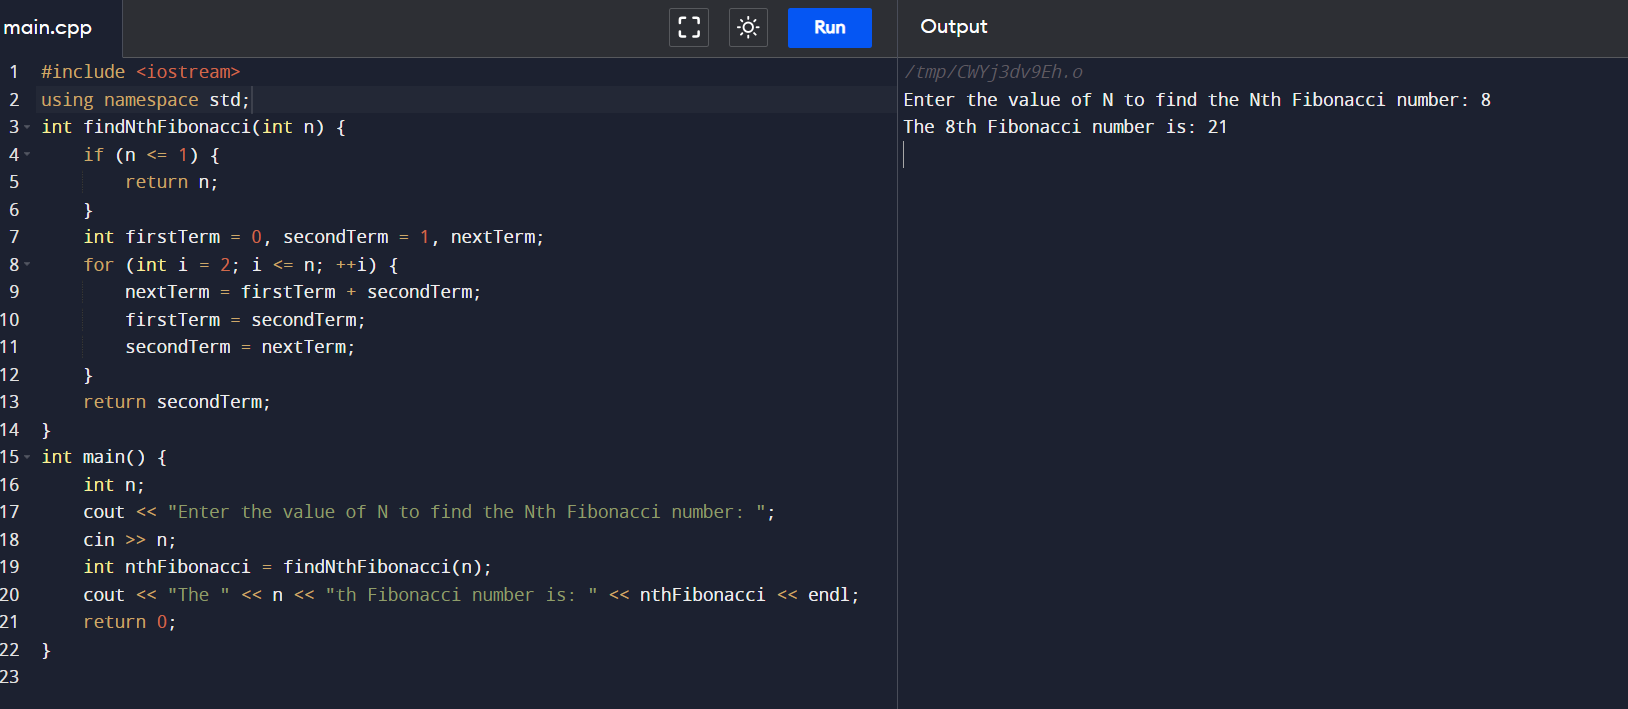 main.cpp
Run
Output
1 #include <iostream>
2 using namespace std;
3 int findNthFibonacci(int n) {
4     if (n <= 1) {
5         return n;
6     }
7     int firstTerm = 0, secondTerm = 1, nextTerm;
8     for (int i = 2; i <= n; ++i) {
9         nextTerm = firstTerm + secondTerm;
10         firstTerm = secondTerm;
11         secondTerm = nextTerm;
12     }
13     return secondTerm;
14 }
15 int main() {
16     int n;
17     cout << "Enter the value of N to find the Nth Fibonacci number: ";
18     cin >> n;
19     int nthFibonacci = findNthFibonacci(n);
20     cout << "The " << n << "th Fibonacci number is: " << nthFibonacci << endl;
21     return 0;
22 }
23
/tmp/CWYj3dv9Eh.o
Enter the value of N to find the Nth Fibonacci number: 8
The 8th Fibonacci number is: 21